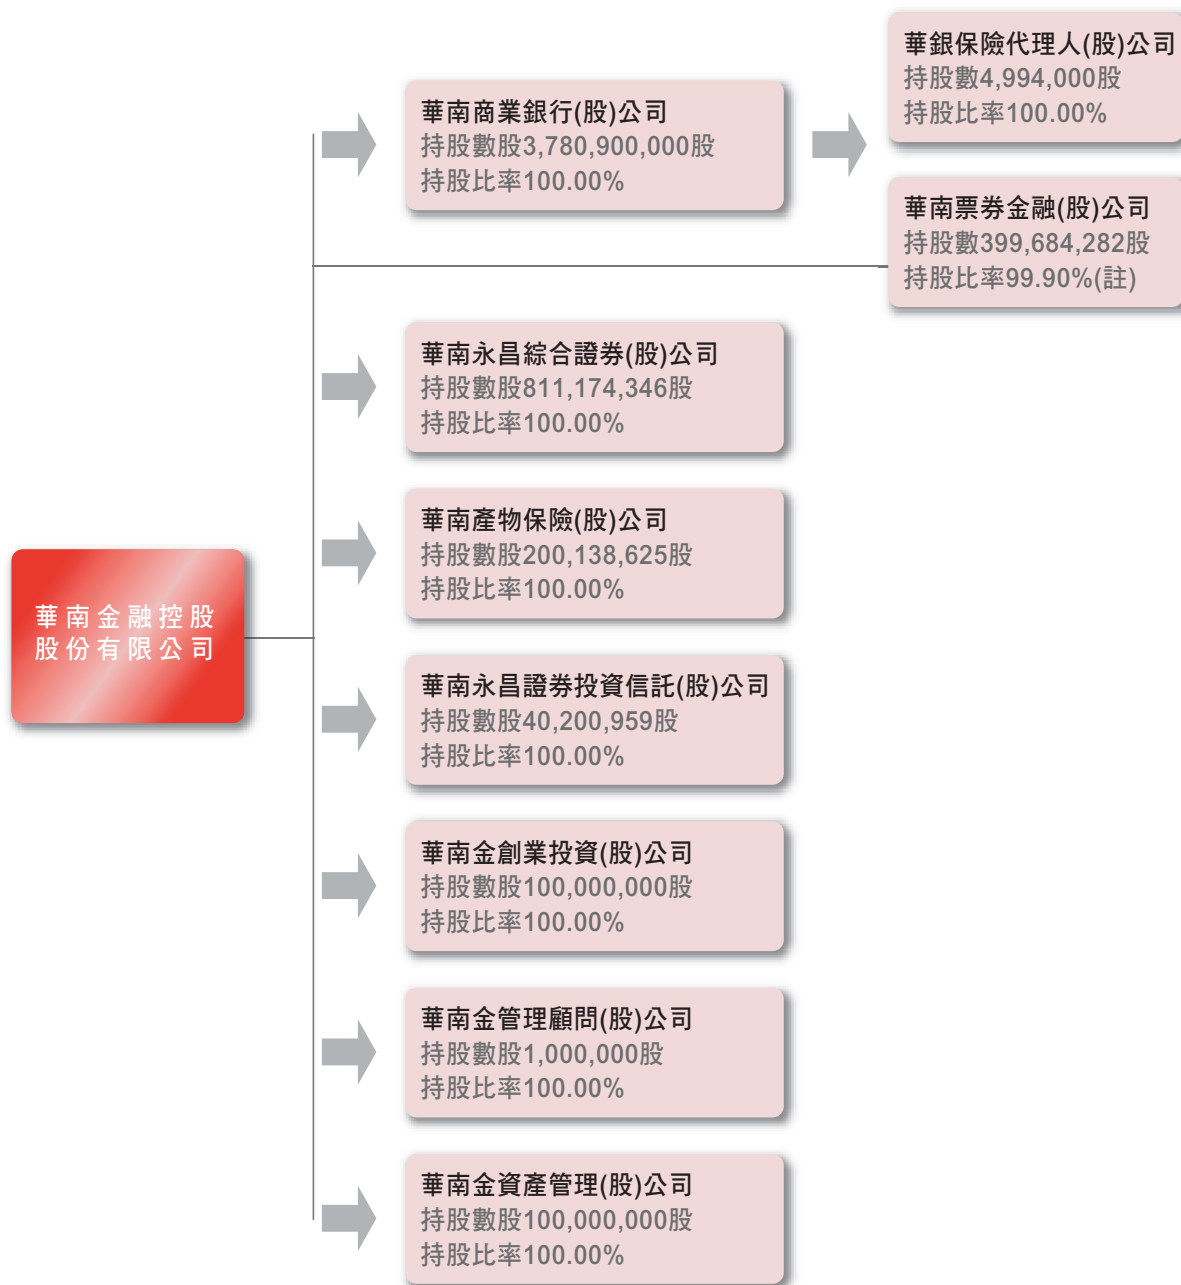 華銀保險代理人(股)公司
持股數4,994,000股
持股比率100.00%
華南商業銀行(股)公司
持股數股3,780,900,000股
持股比率100.00%
華南票券金融(股)公司
持股數399,684,282股
持股比率99.90%(註)
華南永昌綜合證券(股)公司
持股數股811,174,346股
持股比率100.00%
華南產物保險(股)公司
持股數股200,138,625股
持股比率100.00%
華南金融控股
股份有限公司
華南永昌證券投資信託(股)公司
持股數股40,200,959股
持股比率100.00%
華南金創業投資(股)公司
持股數股100,000,000股
持股比率100.00%
華南金管理顧問(股)公司
持股數股1,000,000股
持股比率100.00%
華南金資產管理(股)公司
持股數股100,000,000股
持股比率100.00%